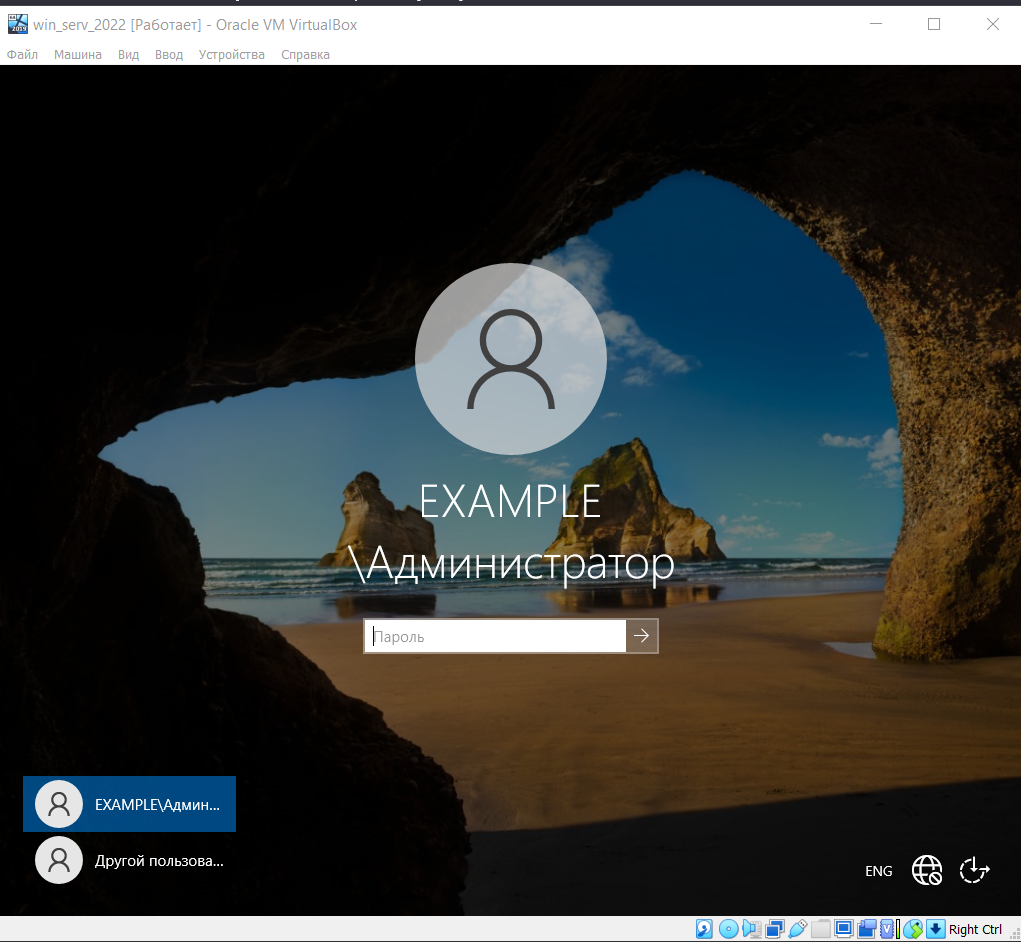 win_serv_2022 [Работает] - Oracle VM VirtualBox
Файл Машина Вид Ввод Устройства Справка
EXAMPLE
\Администратор
Пароль
EXAMPLE\Админ...
Другой пользова...
ENG
Right Ctrl